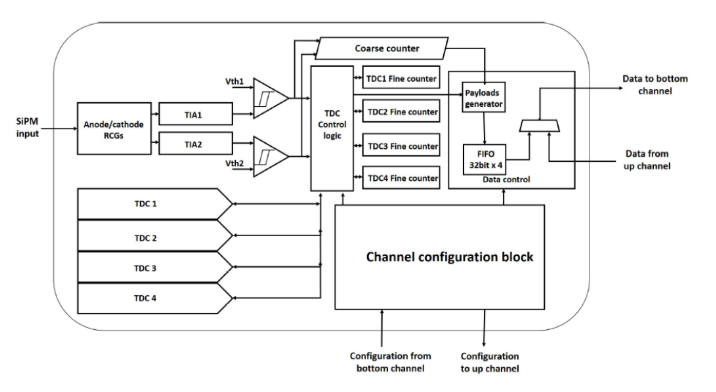 Coarse counter
Vth1
TDC1 Fine counter
Data to bottom
channel
SiPM
input
Anode/cathode
RCGs
TIA1
TDC
Control
logic
Payloads
generator
TDC2 Fine counter
TIA2
TDC3 Fine counter
FIFO
32bit x 4
Data from
up channel
Vth2
TDC4 Fine counter
Data control
TDC 1
TDC 2
TDC 3
TDC 4
Channel configuration block
Configuration from
bottom channel
Configuration
to up channel